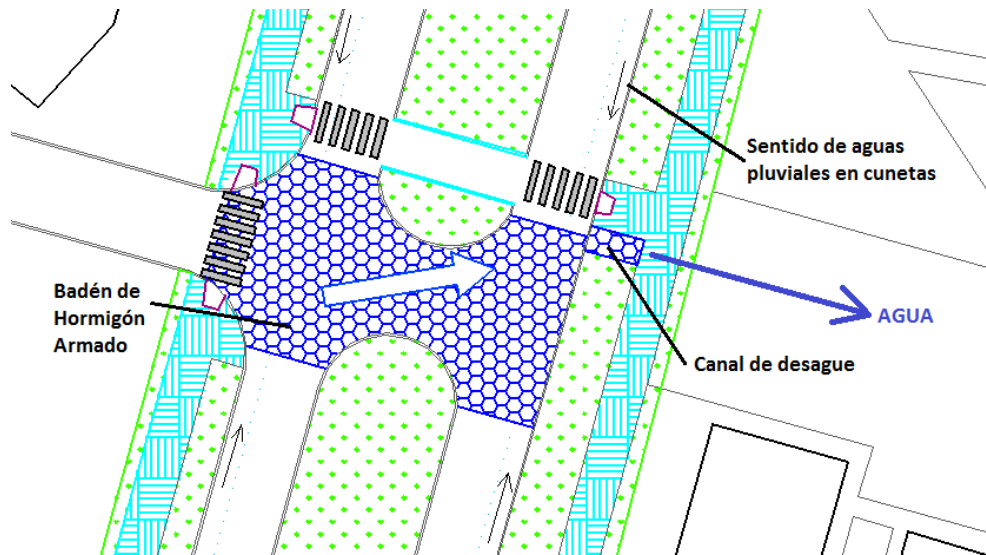 Sentido de aguas
pluviales en cunetas
Badén de
Hormigón
Armado
AGUA
Canal de desague